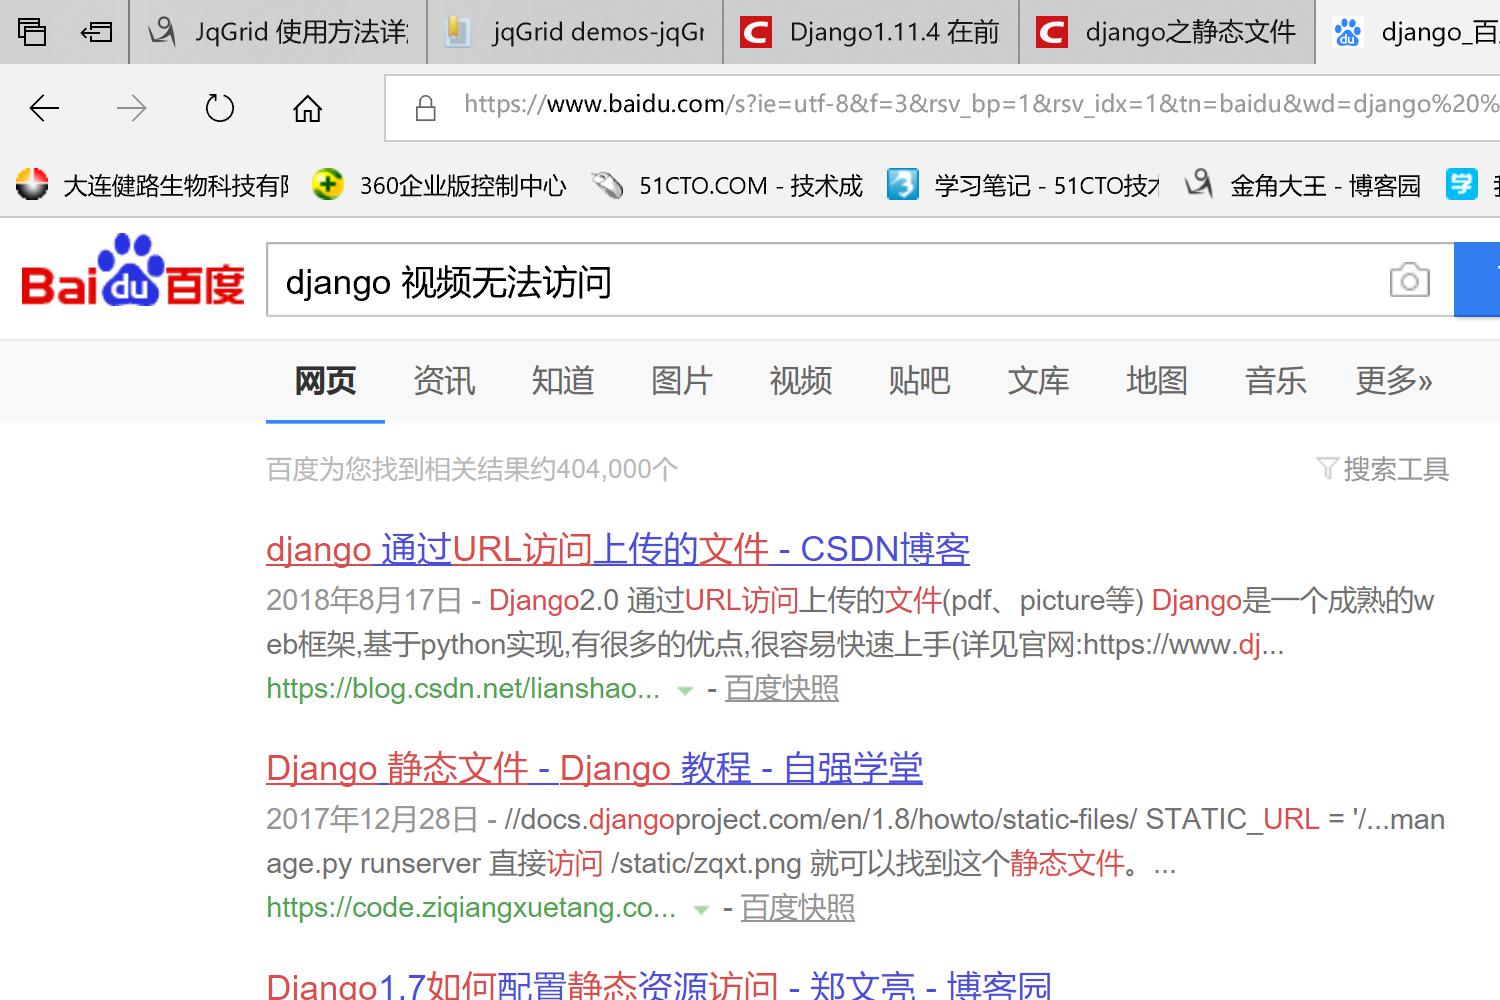 JqGrid 使用方法详
jqGrid demos-jqGr
Django1.11.4 在前
django之静态文件
django_百
https://www.baidu.com/s?ie=utf-8&f=3&rsv_bp=1&rsv_idx=1&tn=baidu&wd=django%20%
大连健路生物科技有
360企业版控制中心
51CTO.COM - 技术成
学习笔记 - 51CTO技
金角大王 - 博客园
学
Bai du 百度
django 视频无法访问
网页 资讯 知道 图片 视频 贴吧 文库 地图 音乐 更多»
百度为您找到相关结果约404,000个
搜索工具
django 通过URL访问上传的文件 - CSDN博客
2018年8月17日 - Django2.0 通过URL访问上传的文件(pdf、picture等) Django是一个成熟的w
eb框架,基于python实现,有很多的优点,很容易快速上手(详见官网:https://www.dj...
https://blog.csdn.net/lianshao... - 百度快照
Django 静态文件 - Django 教程 - 自强学堂
2017年12月28日 - //docs.djangoproject.com/en/1.8/howto/static-files/ STATIC_URL = '/...man
age.py runserver 直接访问 /static/zqxt.png 就可以找到这个静态文件。...
https://code.ziqiangxuetang.co... - 百度快照
Django1.7如何配置静态资源访问 - 郑文亮 - 博客园